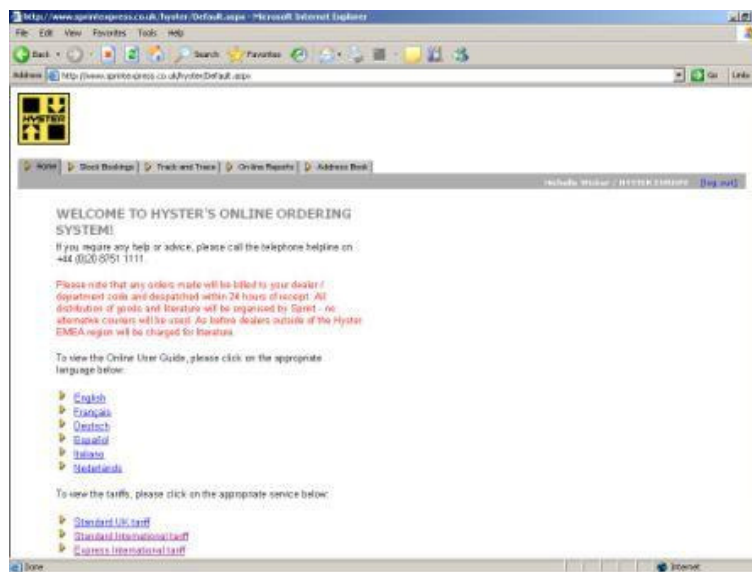 http://www.sprintexpress.co.uk/hyster/Default.aspx - Microsoft Internet Explorer
File Edit View Favorites Tools Help
Back Search Favorites
Address http://www.sprintexpress.co.uk/hyster/Default.aspx Go Links
HYSTER
Home Stock Bookings Track and Trace Online Reports Address Book
/ HYSTER EUROPE [log out]
WELCOME TO HYSTER'S ONLINE ORDERING
SYSTEM!
If you require any help or advice, please call the telephone helpline on
+44 (0)20 8751 1111.
Please note that any orders made will be billed to your dealer /
department code and despatched within 24 hours of receipt. All
distribution of goods and literature will be organised by Sprint - no
alternative couriers will be used. As before dealers outside of the Hyster
EMEA region will be charged for literature.
To view the Online User Guide, please click on the appropriate
language below:
English
Français
Deutsch
Español
Italiano
Nederlands
To view the tariffs, please click on the appropriate service below:
Standard UK tariff
Standard International tariff
Express International tariff
Done Internet